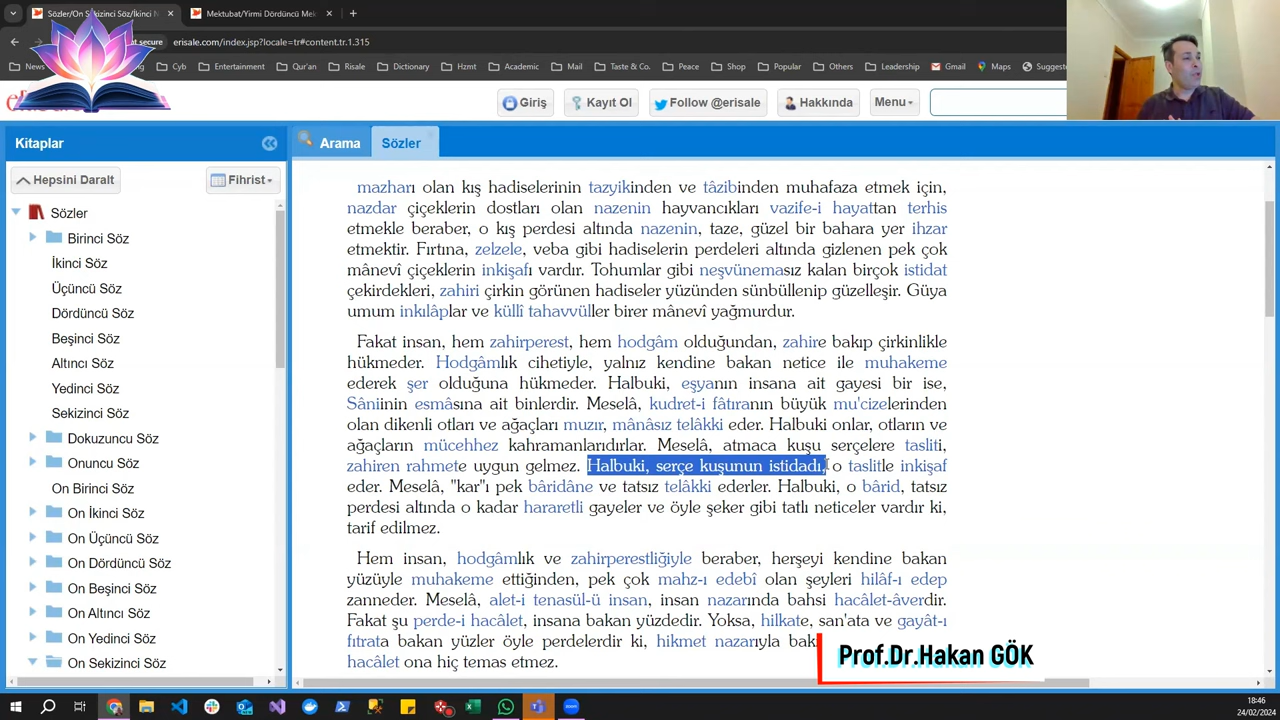 Sözler/On Sekizinci Söz/İkinci N
Mektubat/Yirmi Dördüncü Mek
secure
erisale.com/index.jsp?locale=tr#content.tr.1.315
News
Cyb
Entertainment
Qur'an
Risale
Dictionary
Hzmt
Academic
Mail
Taste & Co.
Peace
Shop
Popular
Others
Leadership
Gmail
Maps
Suggeste
Giriş
Kayıt Ol
Follow @erisale
Hakkında
Menu
Kitaplar
Arama
Sözler
Hepsini Daralt
Fihrist
Sözler
Birinci Söz
İkinci Söz
Üçüncü Söz
Dördüncü Söz
Beşinci Söz
Altıncı Söz
Yedinci Söz
Sekizinci Söz
Dokuzuncu Söz
Onuncu Söz
On Birinci Söz
On İkinci Söz
On Üçüncü Söz
On Dördüncü Söz
On Beşinci Söz
On Altıncı Söz
On Yedinci Söz
On Sekizinci Söz
mazharı olan kış hadiselerinin tazyikinden ve tâzibinden muhafaza etmek için,
nazdar çiçeklerin dostları olan nazenin hayvancıkları vazife-i hayattan terhis
etmekle beraber, o kış perdesi altında nazenin, taze, güzel bir bahara yer ihzar
etmektir. Fırtına, zelzele, veba gibi hadiselerin perdeleri altında gizlenen pek çok
mânevî çiçeklerin inkişafı vardır. Tohumlar gibi neşvünemasız kalan birçok istidat
çekirdekleri, zahiri çirkin görünen hadiseler yüzünden sünbüllenip güzelleşir. Güya
umum inkılâplar ve küllî tahavvüller birer mânevî yağmurdur.
Fakat insan, hem zahirperest, hem hodgâm olduğundan, zahire bakıp çirkinlikle
hükmeder. Hodgâmlık cihetiyle, yalnız kendine bakan netice ile muhakeme
ederek şer olduğuna hükmeder. Halbuki, eşyanın insana ait gayesi bir ise,
Sâniinin esmâsına ait binlerdir. Meselâ, kudret-i fâtıranın büyük mu'cizelerinden
olan dikenli otları ve ağaçları muzır, mânâsız telâkki eder. Halbuki onlar, otların ve
ağaçların mücehhez kahramanlarıdırlar. Meselâ, atmaca kuşu serçelere tasliti,
zahiren rahmete uygun gelmez. Halbuki, serçe kuşunun istidadı, o taslitle inkişaf
eder. Meselâ, "kar"ı pek bâridâne ve tatsız telâkki ederler. Halbuki, o bârid, tatsız
perdesi altında o kadar hararetli gayeler ve öyle şeker gibi tatlı neticeler vardır ki,
tarif edilmez.
Hem insan, hodgâmlık ve zahirperestliğiyle beraber, herşeyi kendine bakan
yüzüyle muhakeme ettiğinden, pek çok mahz-ı edebî olan şeyleri hilâf-ı edep
zanneder. Meselâ, alet-i tenasül-ü insan, insan nazarında bahsi hacâlet-âverdir.
Fakat şu perde-i hacâlet, insana bakan yüzdedir. Yoksa, hilkate, san'ata ve gayât-ı
fıtrata bakan yüzler öyle perdelerdir ki, hikmet nazarıyla bak
hacâlet ona hiç temas etmez.
Prof.Dr.Hakan GÖK
18:46
24/02/2024